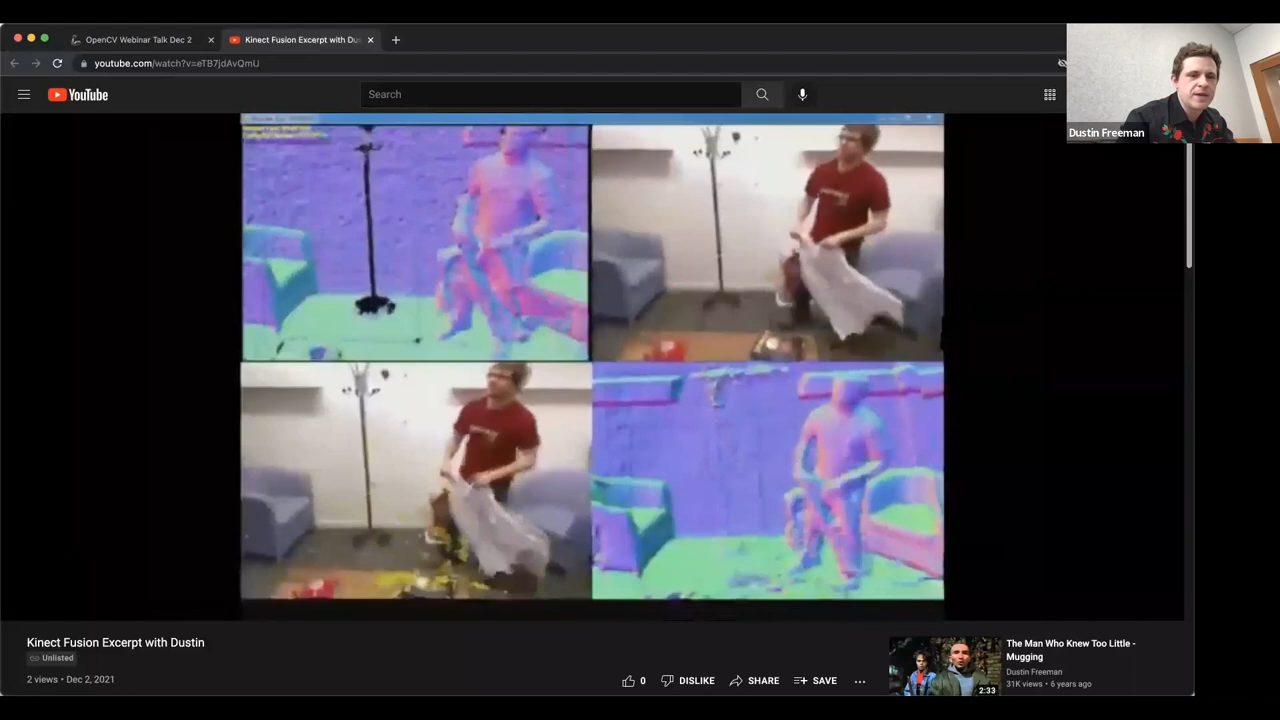 OpenCV Webinar Talk Dec 2
Kinect Fusion Excerpt with Dus
youtube.com/watch?v=eTB7jdAvQmU
YouTube
Search
Dustin Freeman
Kinect Fusion Excerpt with Dustin
Unlisted
2 views • Dec 2, 2021
0 DISLIKE SHARE SAVE
The Man Who Knew Too Little -
Mugging
Dustin Freeman
31K views • 6 years ago
2:33